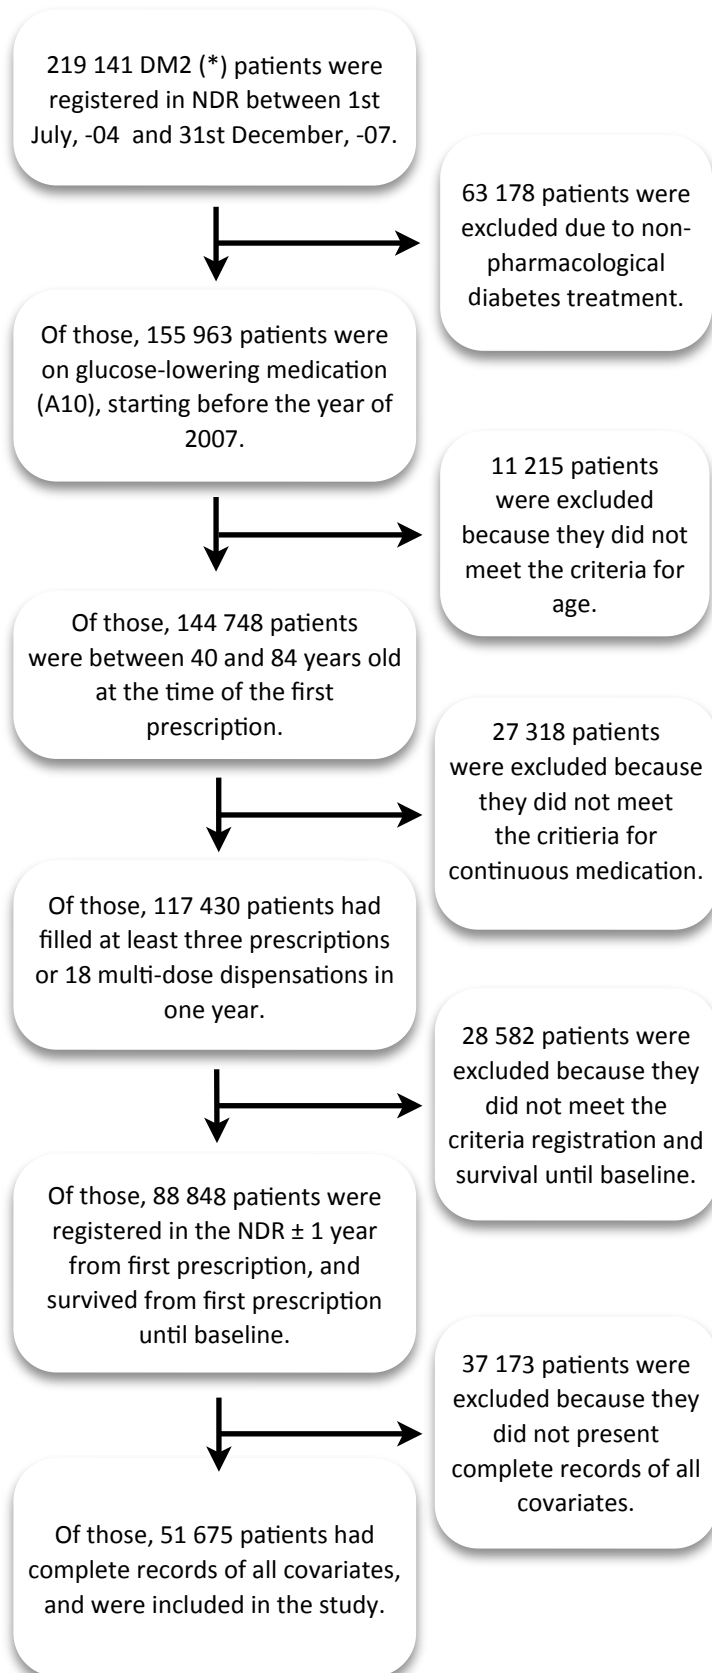 219 141 DM2 (*) patients were
registered in NDR between 1st
July, -04 and 31st December, -07.
63 178 patients were
excluded due to non-
pharmacological
diabetes treatment.
Of those, 155 963 patients were
on glucose-lowering medication
(A10), starting before the year of
2007.
11 215 patients
were excluded
because they did not
meet the criteria for
age.
Of those, 144 748 patients
were between 40 and 84 years old
at the time of the first
prescription.
27 318 patients
were excluded because
they did not meet
the critieria for
continuous medication.
Of those, 117 430 patients had
filled at least three prescriptions
or 18 multi-dose dispensations in
one year.
28 582 patients were
excluded because they
did not meet the
criteria registration and
survival until baseline.
Of those, 88 848 patients were
registered in the NDR ± 1 year
from first prescription, and
survived from first prescription
until baseline.
37 173 patients were
excluded because they
did not present
complete records of all
covariates.
Of those, 51 675 patients had
complete records of all covariates,
and were included in the study.